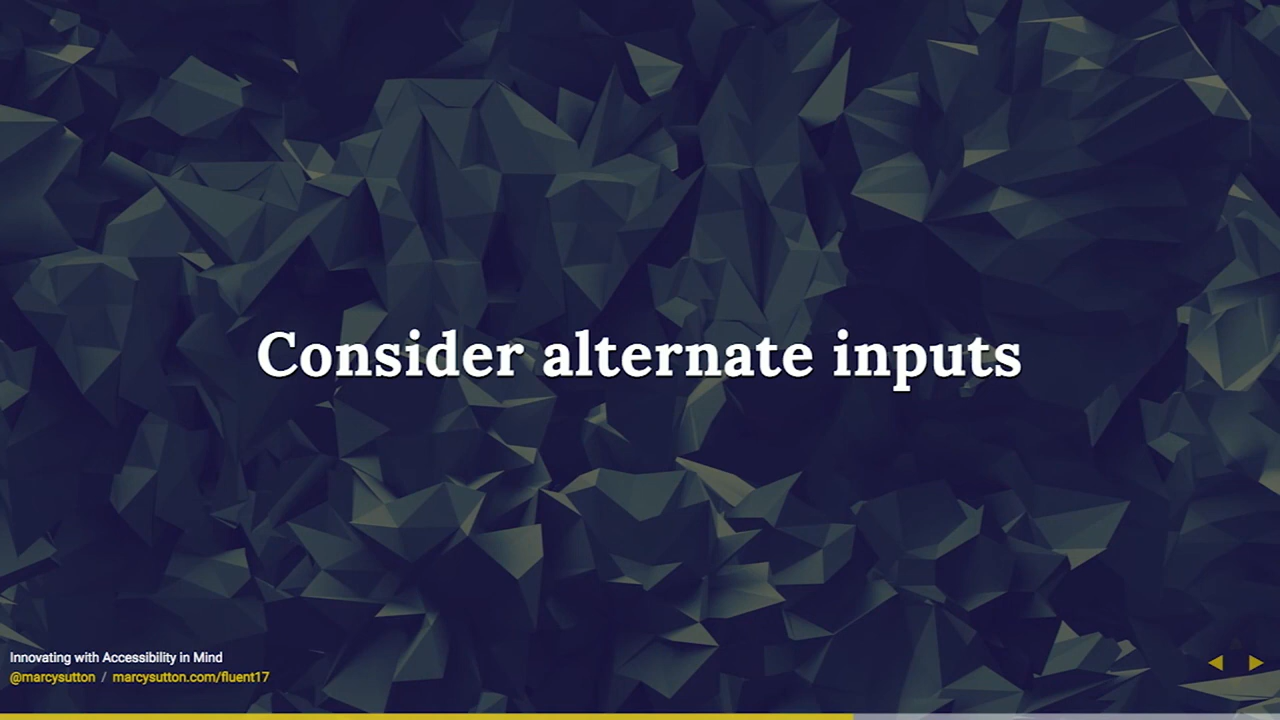 Consider alternate inputs
Innovating with Accessibility in Mind
@marcysutton / marcysutton.com/fluent17